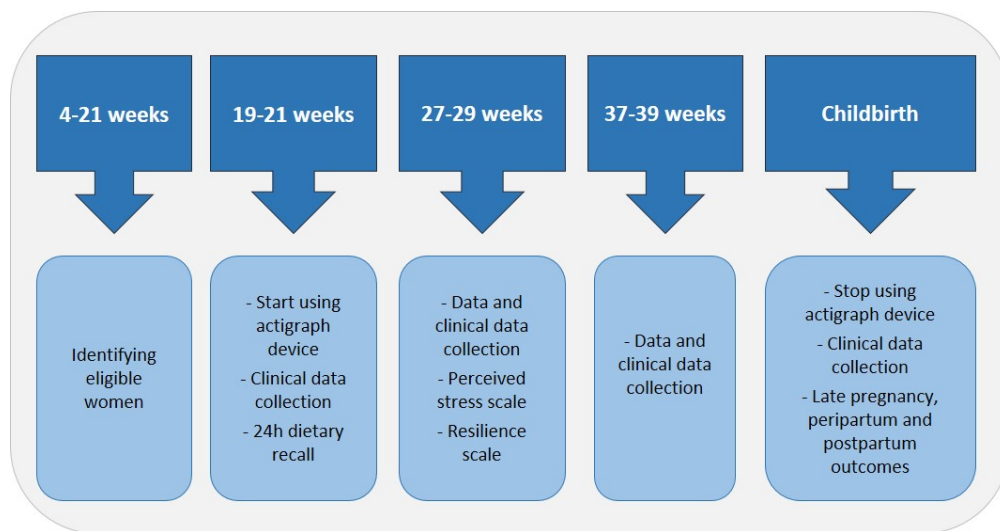 4-21 weeks
19-21 weeks
27-29 weeks
37-39 weeks
Childbirth
Identifying
eligible
women
- Start using
actigraph
device
- Clinical data
collection
- 24h dietary
recall
- Data and
clinical data
collection
- Perceived
stress scale
- Resilience
scale
- Data and
clinical data
collection
- Stop using
actigraph device
- Clinical data
collection
- Late pregnancy,
peripartum and
postpartum
outcomes